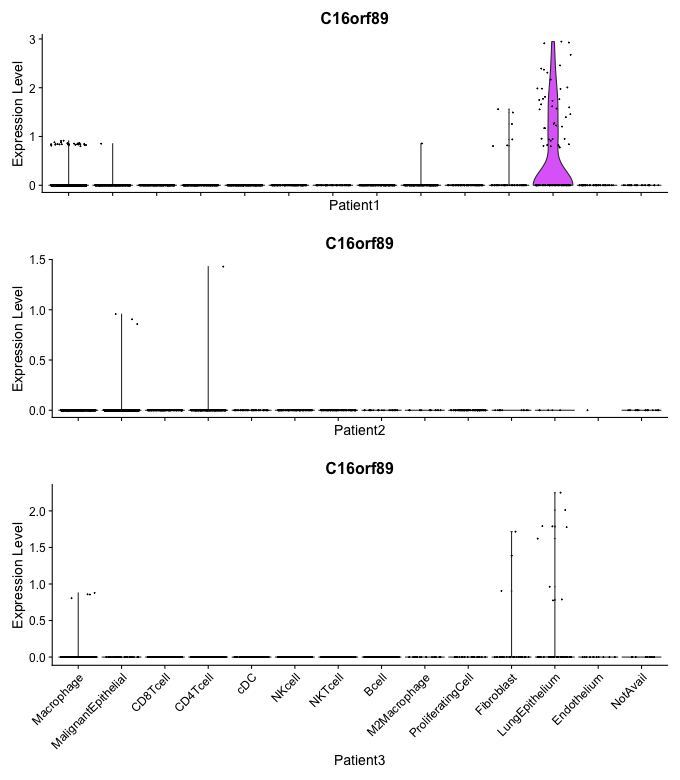 C16orf89
Expression Level
3
2
1
0
Patient1
C16orf89
Expression Level
1.5
1.0
0.5
0.0
Patient2
C16orf89
Expression Level
2.0
1.5
1.0
0.5
0.0
Macrophage
MalignantEpithelial
CD8Tcell
CD4Tcell
cDC
NKcell
NKTcell
Bcell
M2Macrophage
ProliferatingCell
Fibroblast
LungEpithelium
Endothelium
NotAvail
Patient3